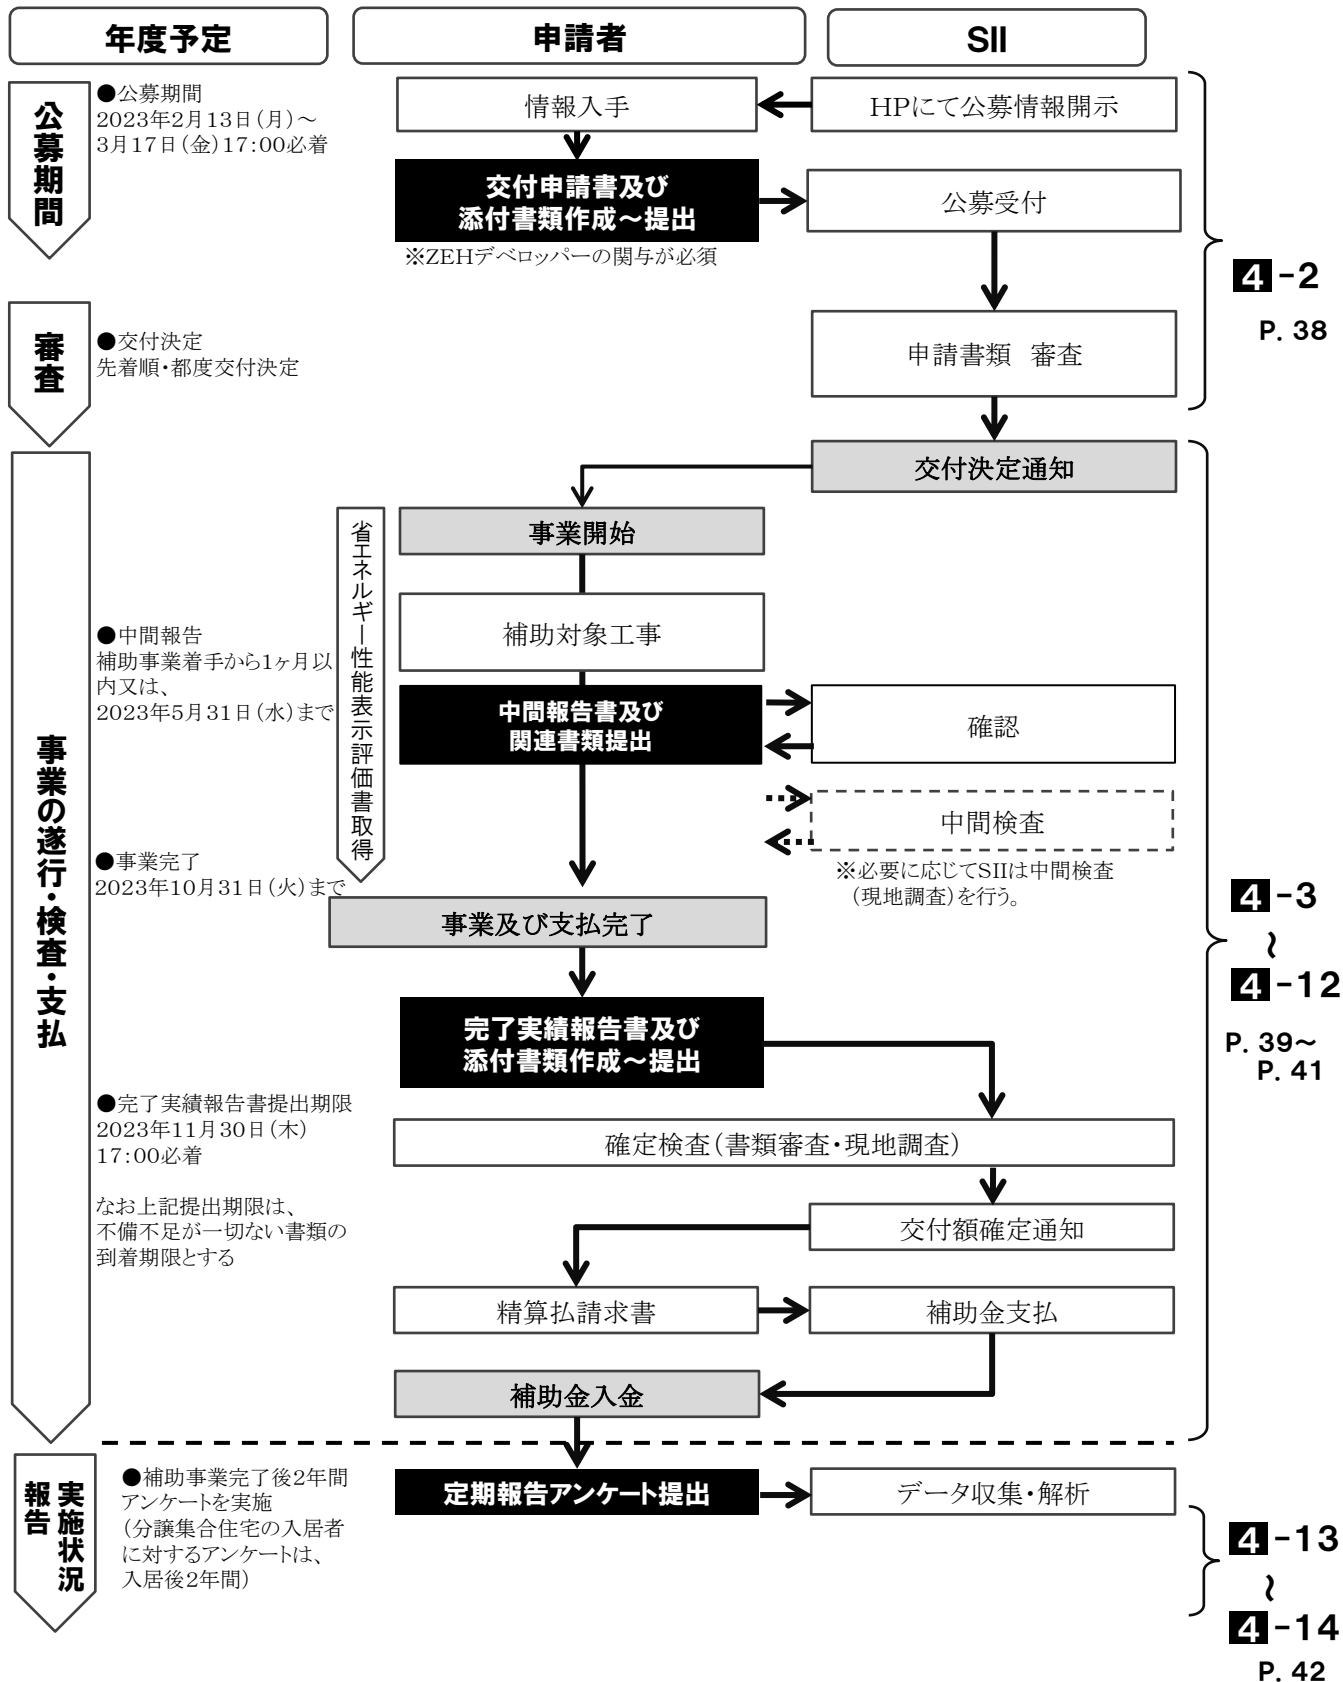 年度予定
申請者
SII
公募期間
●公募期間
2023年2月13日(月)～
3月17日(金)17:00必着
情報入手
HPにて公募情報開示
交付申請書及び
添付書類作成～提出
公募受付
※ZEHデベロッパーの関与が必須
4-2
P. 38
審査
●交付決定
先着順・都度交付決定
申請書類 審査
交付決定通知
事業の遂行・検査・支払
省エネルギー性能表示評価書取得
事業開始
補助対象工事
●中間報告
補助事業着手から1ヶ月以
内又は、
2023年5月31日(水)まで
中間報告書及び
関連書類提出
確認
中間検査
※必要に応じてSIIは中間検査
(現地調査)を行う。
●事業完了
2023年10月31日(火)まで
事業及び支払完了
4-3
～
4-12
P. 39～
P. 41
完了実績報告書及び
添付書類作成～提出
●完了実績報告書提出期限
2023年11月30日(木)
17:00必着
なお上記提出期限は、
不備不足が一切ない書類の
到着期限とする
確定検査(書類審査・現地調査)
交付額確定通知
精算払請求書
補助金支払
補助金入金
実施状況
報告
●補助事業完了後2年間
アンケートを実施
(分譲集合住宅の入居者
に対するアンケートは、
入居後2年間)
定期報告アンケート提出
データ収集・解析
4-13
～
4-14
P. 42